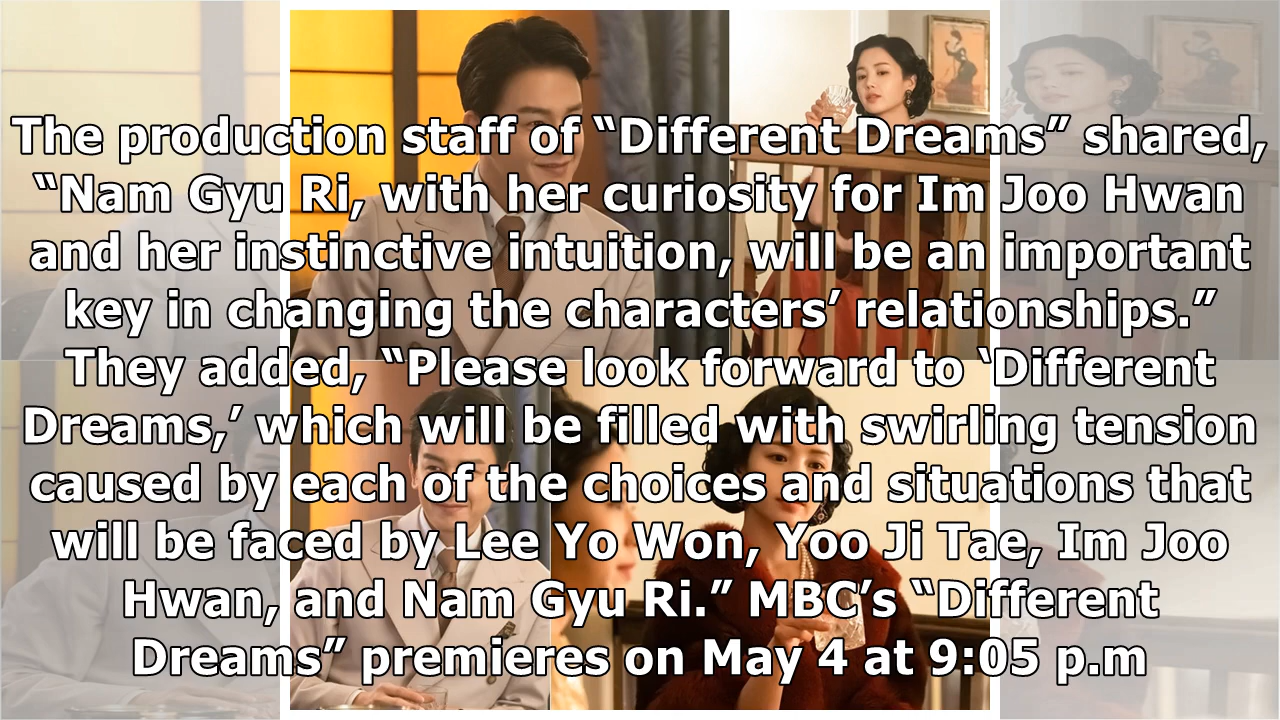 The production staff of “Different Dreams” shared,
“Nam Gyu Ri, with her curiosity for Im Joo Hwan
and her instinctive intuition, will be an important
key in changing the characters’ relationships.”
They added, “Please look forward to ‘Different
Dreams,’ which will be filled with swirling tension
caused by each of the choices and situations that
will be faced by Lee Yo Won, Yoo Ji Tae, Im Joo
Hwan, and Nam Gyu Ri.” MBC’s “Different
Dreams” premieres on May 4 at 9:05 p.m